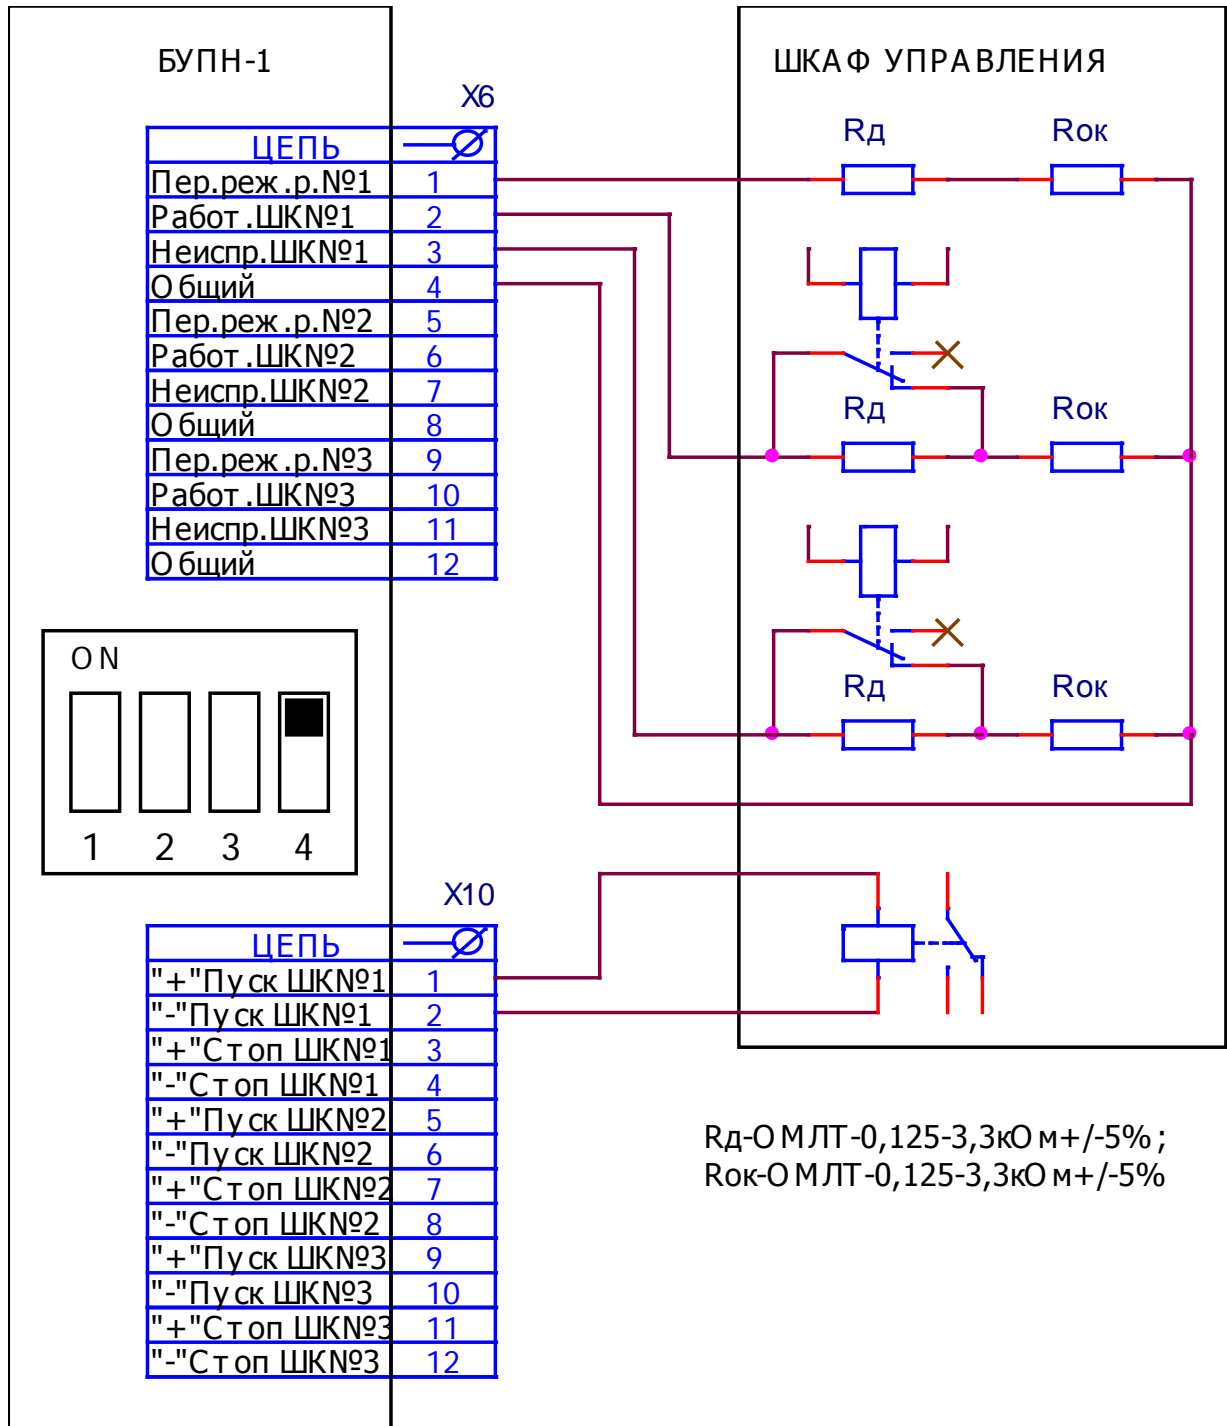 БУПН-1
ШКАФ УПРАВЛЕНИЯ
X6
ЦЕПЬ
Пер.реж.р.№1 1
Работ.ШК№1 2
Неиспр.ШК№1 3
Общий 4
Пер.реж.р.№2 5
Работ.ШК№2 6
Неиспр.ШК№2 7
Общий 8
Пер.реж.р.№3 9
Работ.ШК№3 10
Неиспр.ШК№3 11
Общий 12
Rд Rок
Rд Rок
Rд Rок
ON
1 2 3 4
X10
ЦЕПЬ
"+"Пуск ШК№1 1
"-"Пуск ШК№1 2
"+"Стоп ШК№1 3
"-"Стоп ШК№1 4
"+"Пуск ШК№2 5
"-"Пуск ШК№2 6
"+"Стоп ШК№2 7
"-"Стоп ШК№2 8
"+"Пуск ШК№3 9
"-"Пуск ШК№3 10
"+"Стоп ШК№3 11
"-"Стоп ШК№3 12
Rд-ОМЛТ-0,125-3,3кОм+/-5%;
Rок-ОМЛТ-0,125-3,3кОм+/-5%